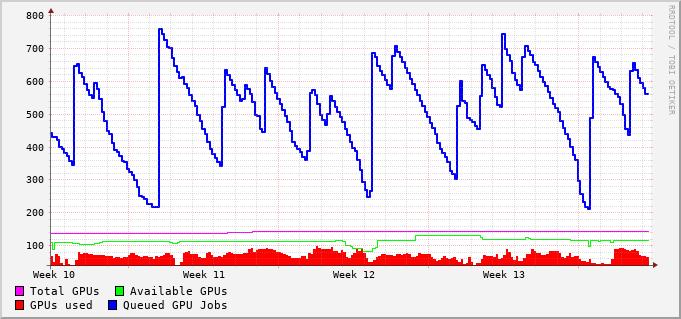 800
700
600
500
400
300
200
100
Week 10 Week 11 Week 12 Week 13
Total GPUs Available GPUs
GPUs used Queued GPU Jobs
RRDTOOL / TOBI OETIKER